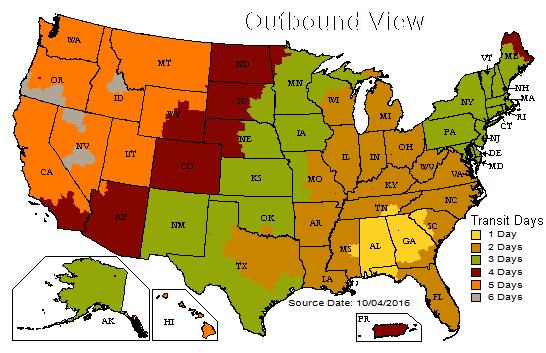 Outbound View
WA
MT
ND
ME
VT
OR
MN
ID
SD
WI
NH
NY
MA
WY
MI
RI
CT
PA
IA
NE
NJ
NV
OH
IL
IN
DE
UT
MD
CO
WV
VA
CA
KS
MO
KY
NC
TN
OK
AZ
NM
AR
SC
MS
AL
GA
TX
LA
FL
Transit Days
1 Day
2 Days
3 Days
4 Days
5 Days
6 Days
Source Date: 10/04/2016
AK
HI
PR